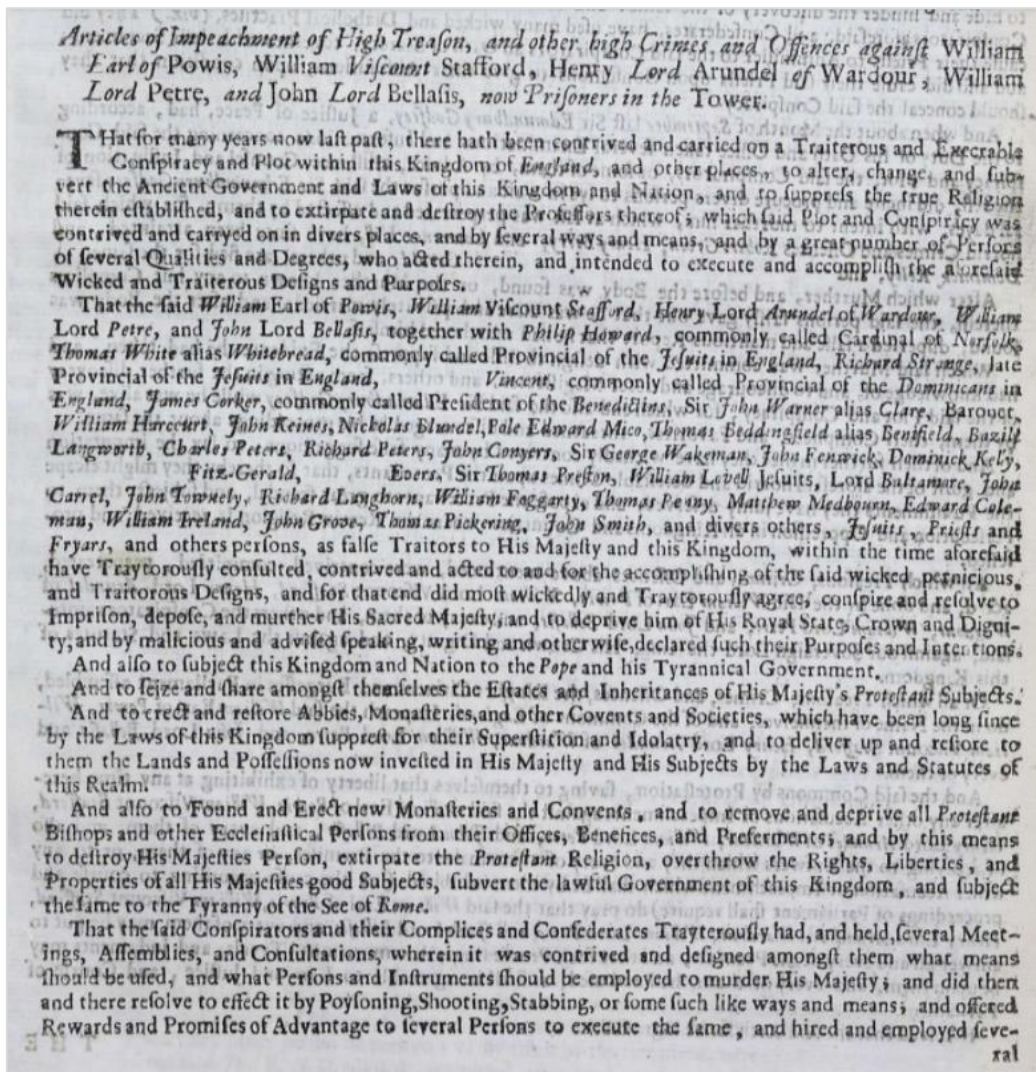 Articles of Impeachment of High Treaſon, and other high Crimes and Offences againſt William
Earl of Powis, William Viſcount Stafford, Henry Lord Arundel of Wardour, William
Lord Petre, and John Lord Bellaſis, now Priſoners in the Tower.
THat for many years now laſt paſt, there hath been contrived and carried on a Traiterous and Execrable
Conſpiracy and Plot within this Kingdom of England, and other places, to alter, change, and ſub-
vert the Ancient Government and Laws of this Kingdom and Nation, and to ſuppreſs the true Religion
therein eſtabliſhed, and to extirpate and deſtroy the Profeſſors thereof; which ſaid Plot and Conſpiracy was
contrived and carryed on in divers places, and by ſeveral ways and means, and by a great number of Perſons
of ſeveral Qualities and Degrees, who acted therein, and intended to execute and accompliſh the aforeſaid
Wicked and Traiterous Deſigns and Purpoſes.
That the ſaid William Earl of Powis, William Viſcount Stafford, Henry Lord Arundel of Wardour, William
Lord Petre, and John Lord Bellaſis, together with Philip Howard, commonly called Cardinal of Norfolk,
Thomas White alias Whitebread, commonly called Provincial of the Jeſuits in England, Richard Strange, late
Provincial of the Jeſuits in England, Vincent, commonly called Provincial of the Dominicans in
England, James Corker, commonly called Preſident of the Benedictins, Sir John Warner alias Clare, Baronet,
William Harcourt, John Keines, Nickolas Blundel, Pole Edward Mico, Thomas Beddingfield alias Benifield, Bazill
Langworth, Charles Peters, Richard Peters, John Conyers, Sir George Wakeman, John Fenwick, Dominick Kelly,
Fitz-Gerald, Evers, Sir Thomas Preſton, William Lovell Jeſuits, Lord Baltamore, John
Carrel, John Townely, Richard Langhorn, William Foggarty, Thomas Penny, Matthew Medbourn, Edward Cole-
man, William Ireland, John Grove, Thomas Pickering, John Smith, and divers others, Jeſuits, Prieſts and
Fryars, and others perſons, as falſe Traitors to His Majeſty and this Kingdom, within the time aforeſaid
have Traytorouſly conſulted, contrived and acted to and for the accompliſhing of the ſaid wicked pernicious,
and Traitorous Deſigns, and for that end did moſt wickedly and Traytorouſly agree, conſpire and reſolve to
Impriſon, depoſe, and murther His Sacred Majeſty, and to deprive him of His Royal State, Crown and Digni-
ty, and by malicious and adviſed ſpeaking, writing and otherwiſe, declared ſuch their Purpoſes and Intentions.
And alſo to ſubject this Kingdom and Nation to the Pope and his Tyrannical Government.
And to ſeize and ſhare amongſt themſelves the Eſtates and Inheritances of His Majeſty's Proteſtant Subjects.
And to erect and reſtore Abbies, Monaſteries, and other Covents and Societies, which have been long ſince
by the Laws of this Kingdom ſuppreſt for their Superſtition and Idolatry, and to deliver up and reſtore to
them the Lands and Poſſeſſions now inveſted in His Majeſty and His Subjects by the Laws and Statutes of
this Realm.
And alſo to Found and Erect new Monaſteries and Convents, and to remove and deprive all Proteſtant
Biſhops and other Eccleſiaſtical Perſons from their Offices, Benefices, and Preferments; and by this means
to deſtroy His Majeſties Perſon, extirpate the Proteſtant Religion, overthrow the Rights, Liberties, and
Properties of all His Majeſties good Subjects, ſubvert the lawful Government of this Kingdom, and ſubject
the ſame to the Tyranny of the See of Rome.
That the ſaid Conſpirators and their Complices and Confederates Trayterouſly had, and held, ſeveral Meet-
ings, Aſſemblies, and Conſultations, wherein it was contrived and deſigned amongſt them what means
ſhould be uſed, and what Perſons and Inſtruments ſhould be employed to murder His Majeſty; and did then
and there reſolve to effect it by Poyſoning, Shooting, Stabbing, or ſome ſuch like ways and means; and offered
Rewards and Promiſes of Advantage to ſeveral Perſons to execute the ſame, and hired and employed ſeve-
ral